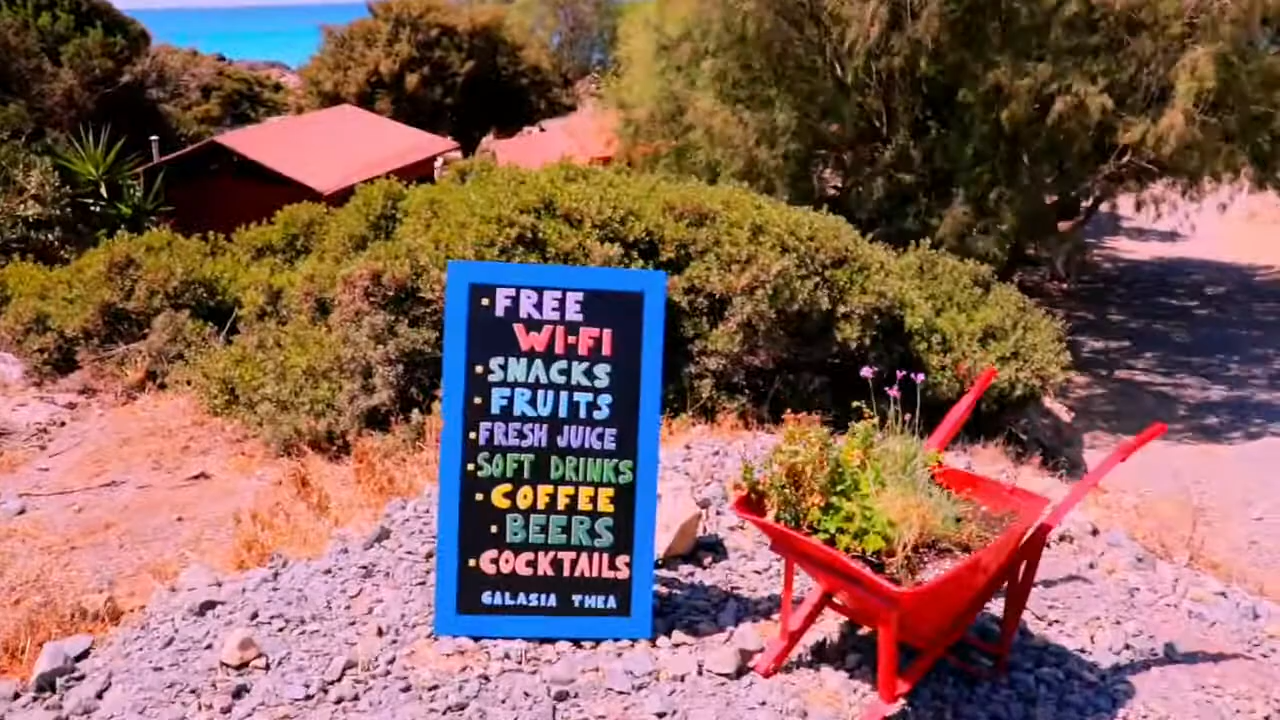 ·FREE
WI-FI
·SNACKS
·FRUITS
·FRESH JUICE
·SOFT DRINKS
·COFFEE
·BEERS
·COCKTAILS
GALASIA THEA